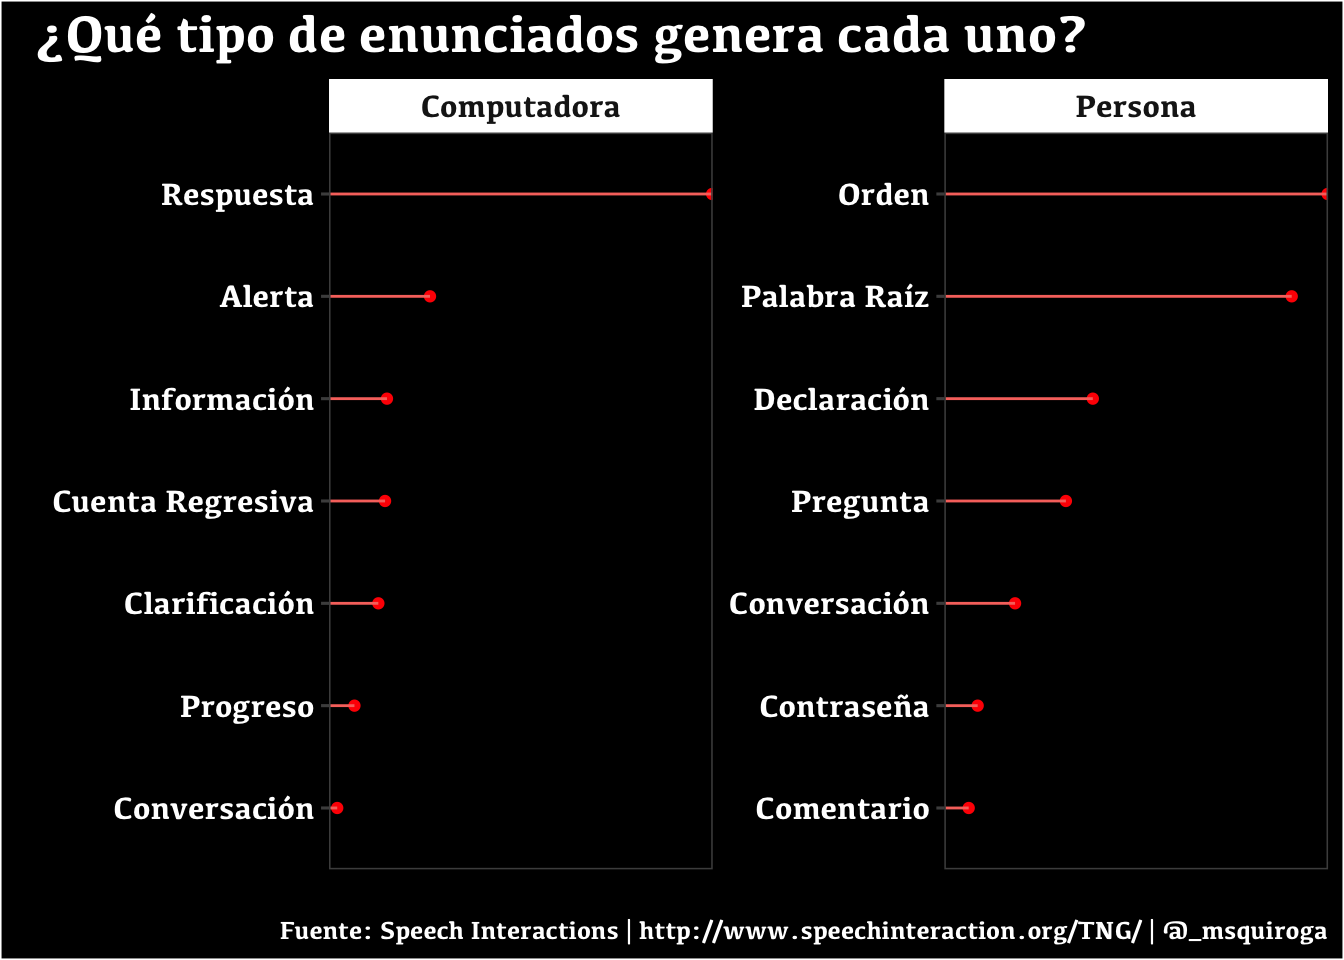 ¿Qué tipo de enunciados genera cada uno?
Computadora
Respuesta
Alerta
Información
Cuenta Regresiva
Clarificación
Progreso
Conversación
Persona
Orden
Palabra Raíz
Declaración
Pregunta
Conversación
Contraseña
Comentario
Fuente: Speech Interactions | http://www.speechinteraction.org/TNG/ | @_msquiroga